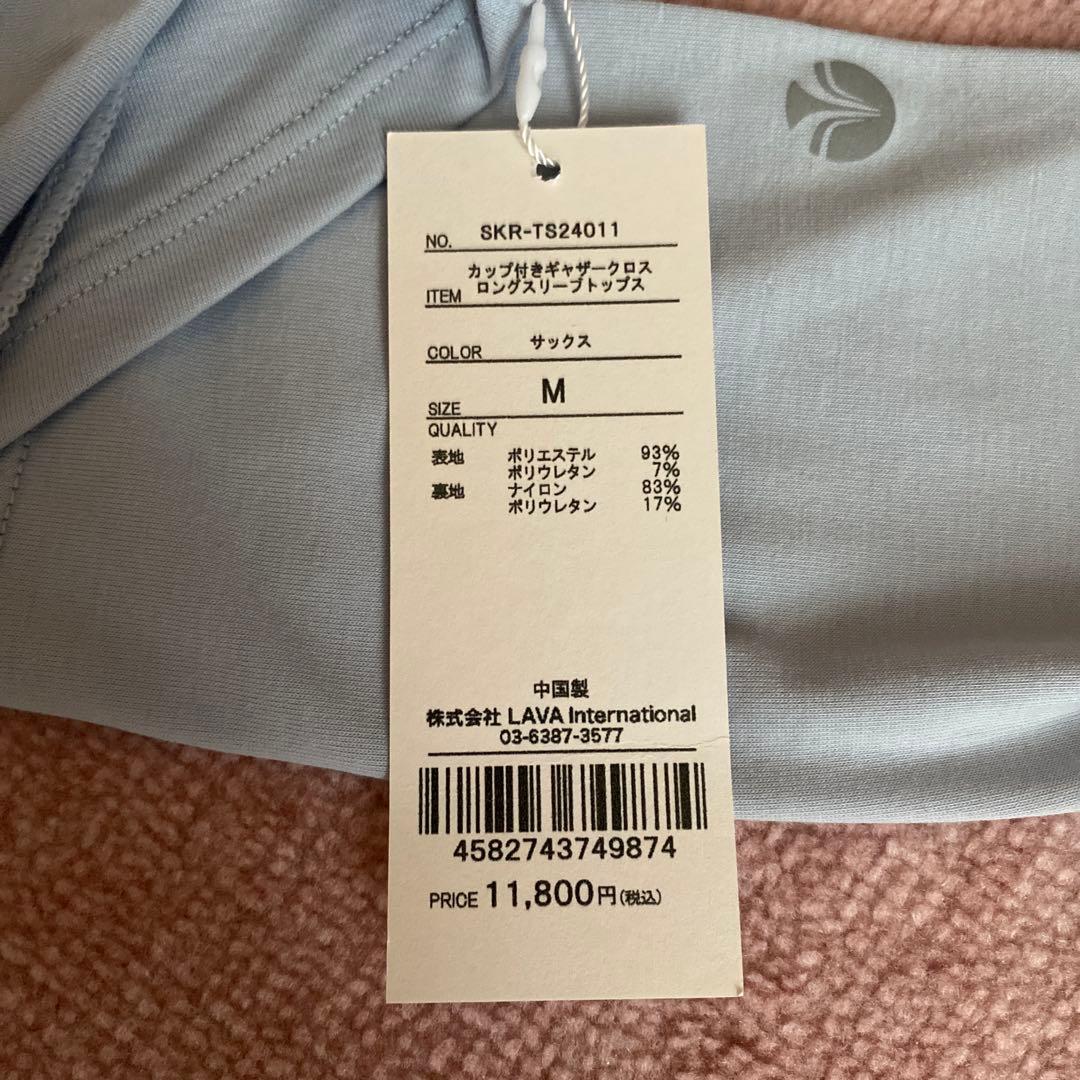 NO. SKR-TS24011
カップ付きギャザークロス
ITEM ロングスリーブトップス
COLOR サックス
SIZE M
QUALITY
表地 ポリエステル 93%
ポリウレタン 7%
裏地 ナイロン 83%
ポリウレタン 17%
中国製
株式会社 LAVA International
03-6387-3577
4582743749874
PRICE 11,800円(税込)